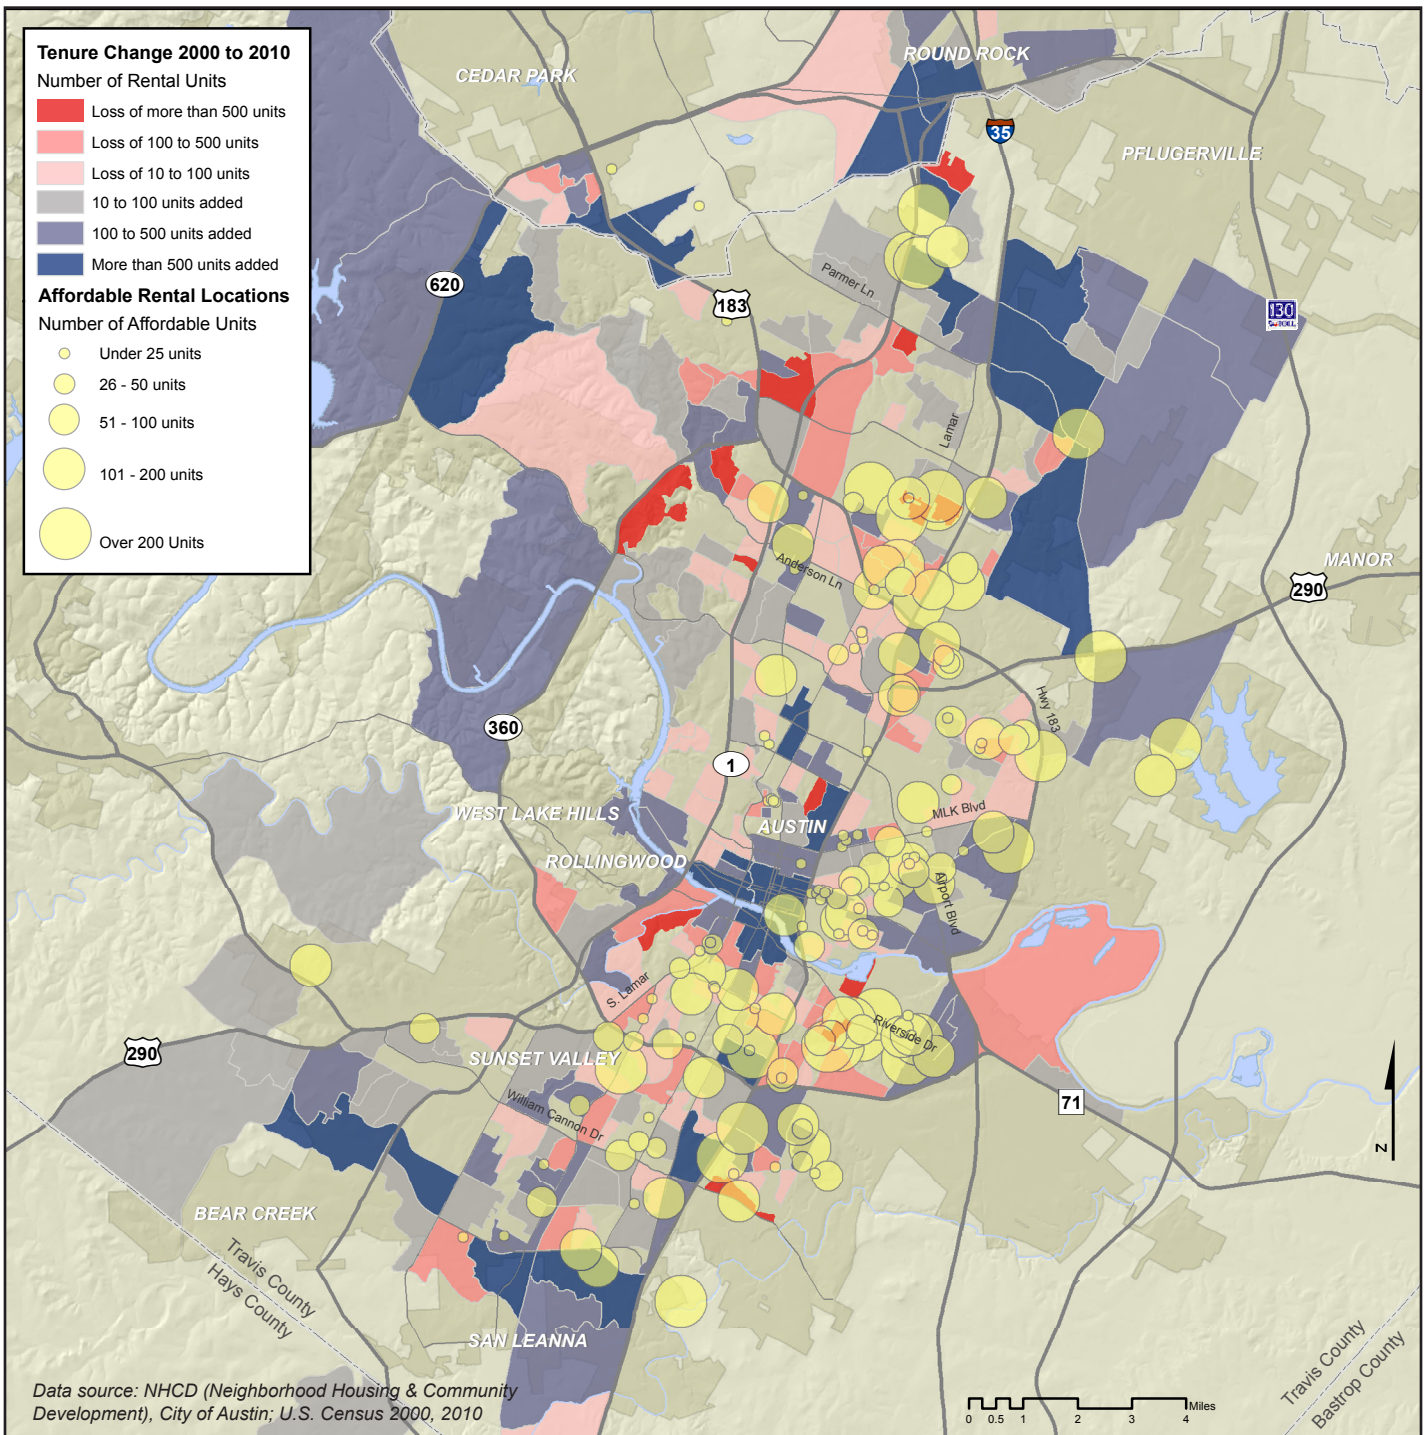 Tenure Change 2000 to 2010
Number of Rental Units
Loss of more than 500 units
Loss of 100 to 500 units
Loss of 10 to 100 units
10 to 100 units added
100 to 500 units added
More than 500 units added
Affordable Rental Locations
Number of Affordable Units
Under 25 units
26 - 50 units
51 - 100 units
101 - 200 units
Over 200 Units
CEDAR PARK
ROUND ROCK
35
PFLUGERVILLE
620
183
Parmer Ln
130
TOLL
Lamar
Anderson Ln
MANOR
290
Hwy 183
360
1
WEST LAKE HILLS
AUSTIN
MLK Blvd
ROLLINGWOOD
Airport Blvd
S. Lamar
Riverside Dr
290
SUNSET VALLEY
William Cannon Dr
71
N
BEAR CREEK
Travis County
Hays County
SAN LEANNA
Travis County
Bastrop County
Data source: NHCD (Neighborhood Housing & Community
Development), City of Austin; U.S. Census 2000, 2010
0 0.5 1 2 3 4 Miles